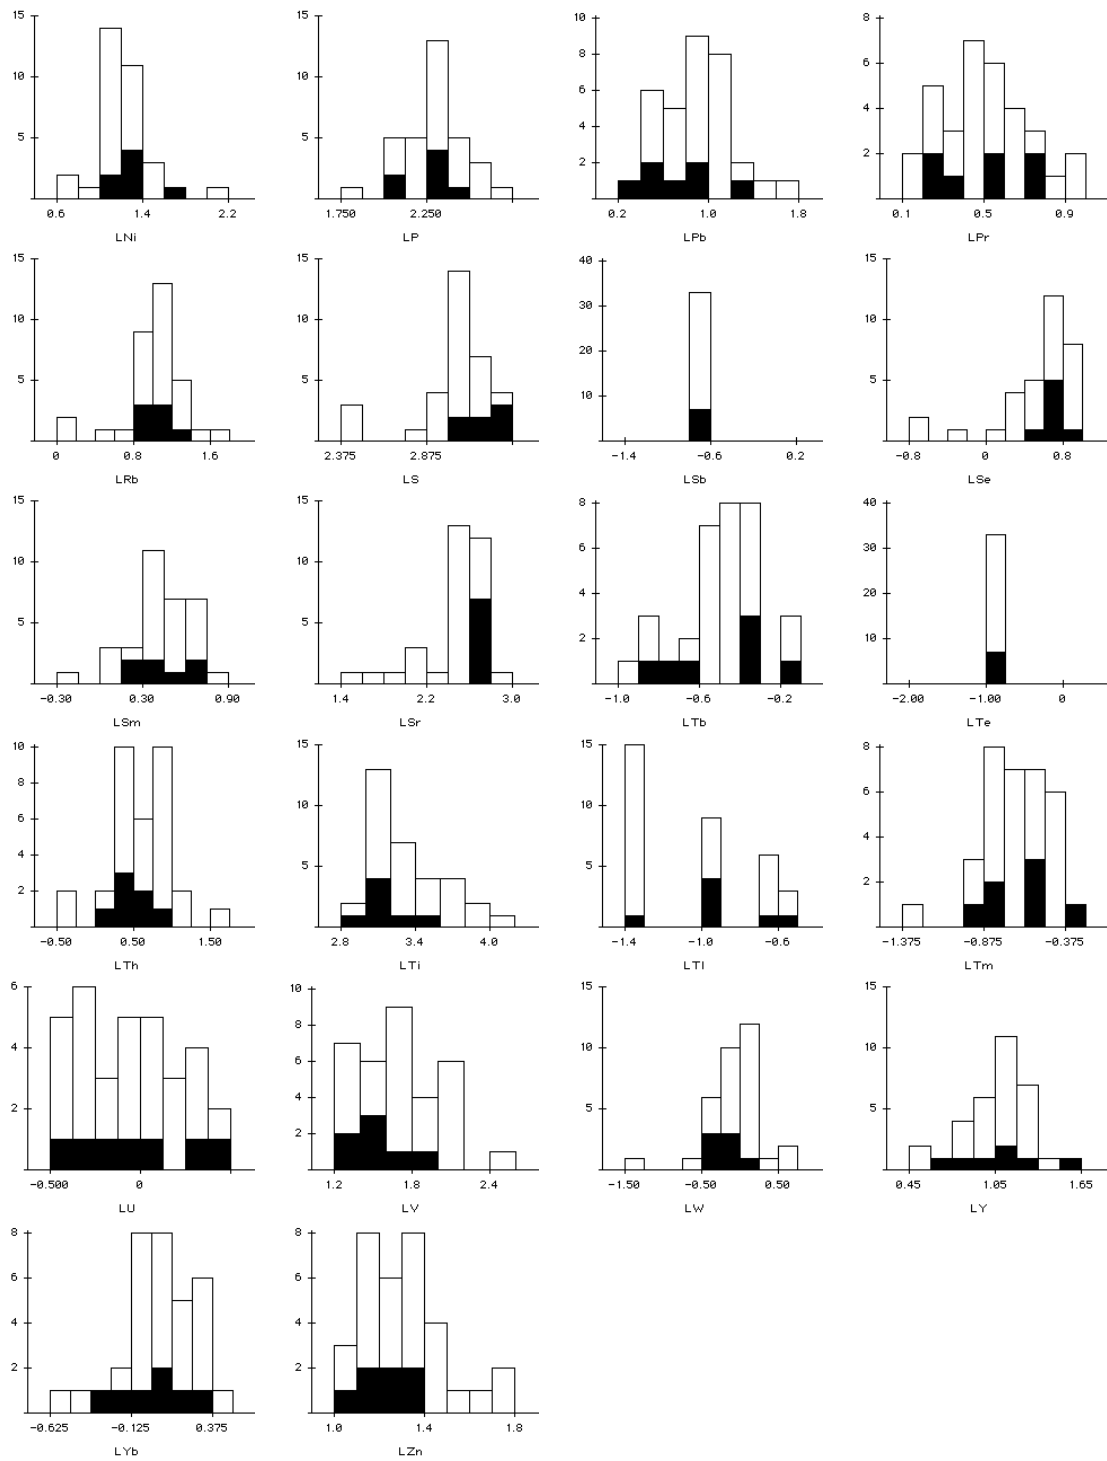 15
10
5
0.6 1.4 2.2
LNi
15
10
5
1.750 2.250
LP
10
8
6
4
2
0.2 1.0 1.8
LPb
8
6
4
2
0.1 0.5 0.9
LPr
15
10
5
0 0.8 1.6
LRb
15
10
5
2.375 2.875
LS
40
30
20
10
-1.4 -0.6 0.2
LSb
15
10
5
-0.8 0 0.8
LSe
15
10
5
-0.30 0.30 0.90
LSm
15
10
5
1.4 2.2 3.0
LSr
8
6
4
2
-1.0 -0.6 -0.2
LTb
40
30
20
10
-2.00 -1.00 0
LTe
10
8
6
4
2
-0.50 0.50 1.50
LTh
15
10
5
2.8 3.4 4.0
LTi
15
10
5
-1.4 -1.0 -0.6
LTl
8
6
4
2
-1.375 -0.875 -0.375
LTm
6
4
2
-0.500 0
LU
10
8
6
4
2
1.2 1.8 2.4
LV
15
10
5
-1.50 -0.50 0.50
LW
15
10
5
0.45 1.05 1.65
LY
8
6
4
2
-0.625 -0.125 0.375
LYb
8
6
4
2
1.0 1.4 1.8
LZn